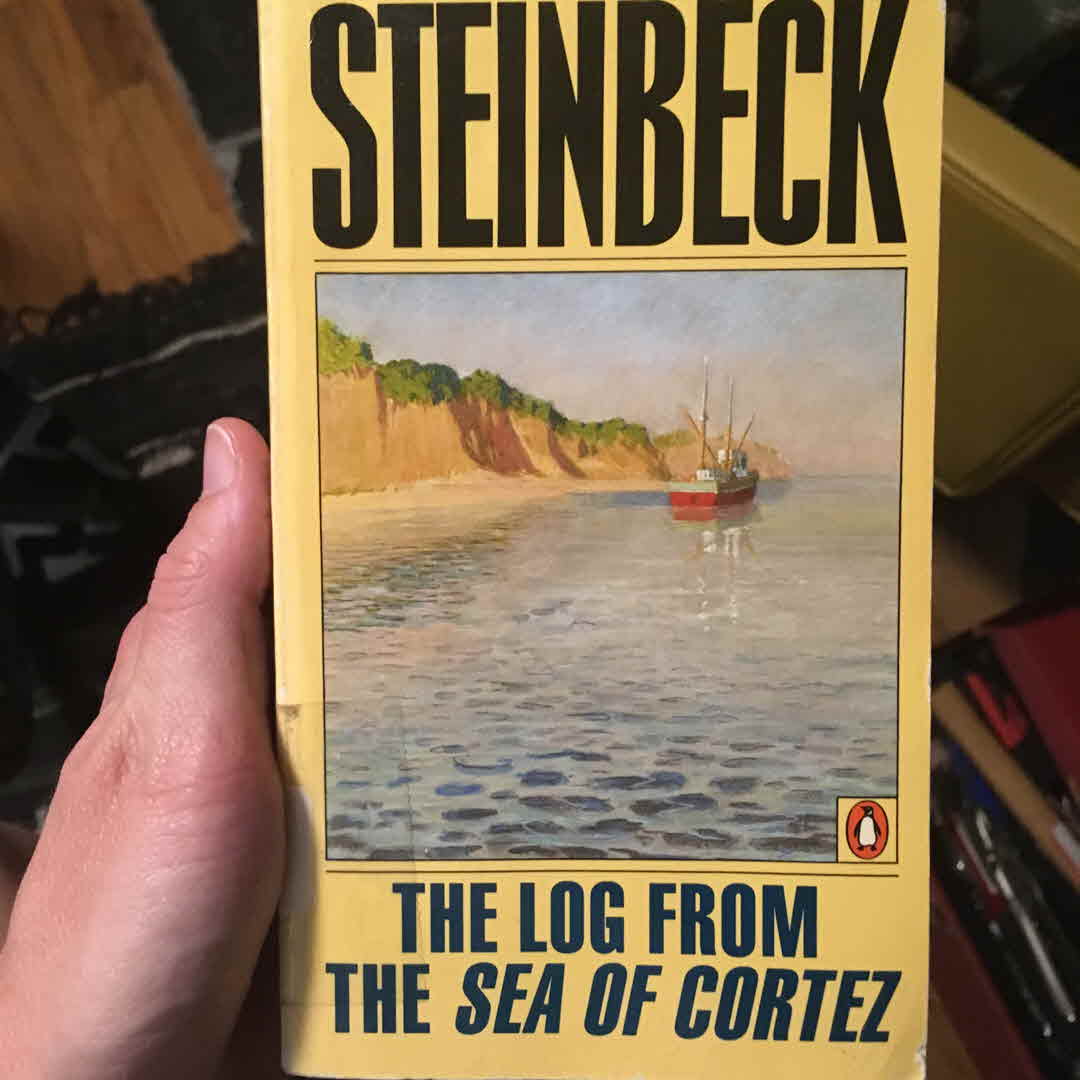 STEINBECK
THE LOG FROM
THE SEA OF CORTEZ